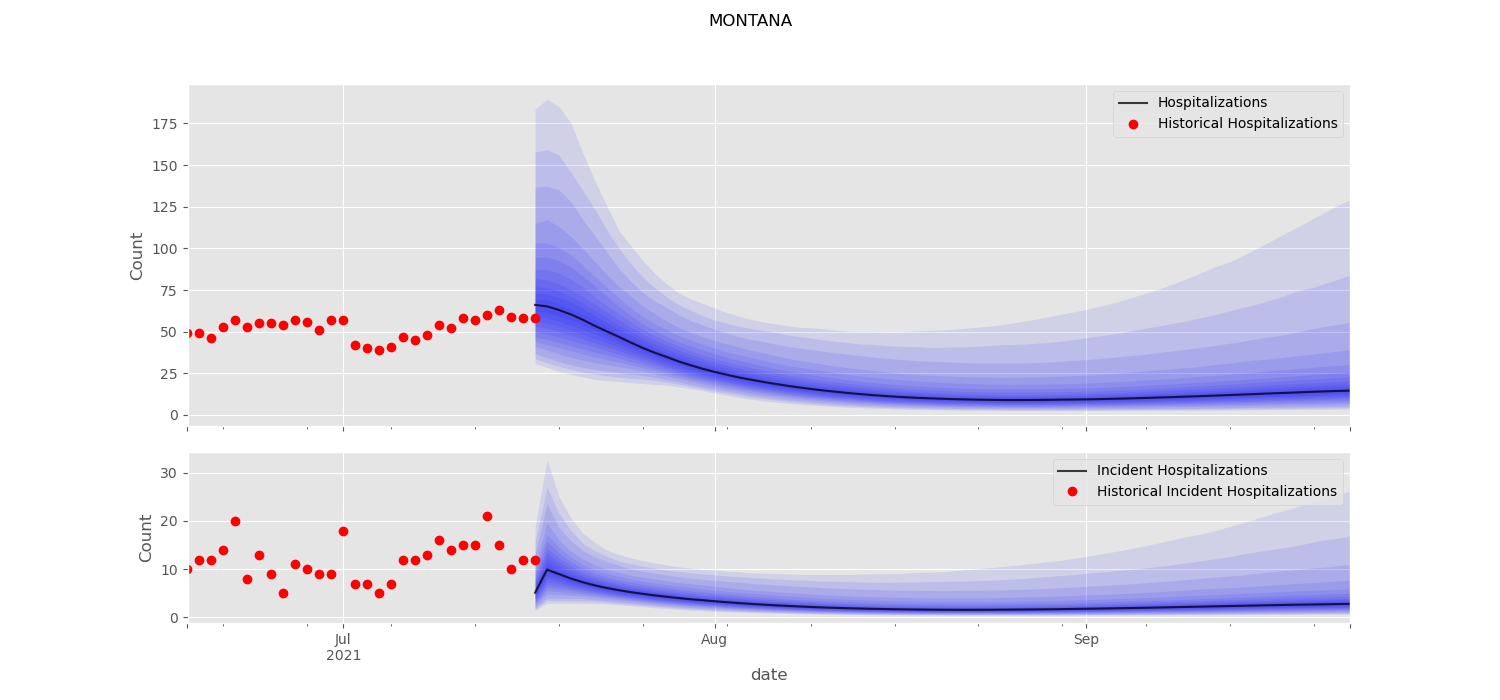 MONTANA
Hospitalizations
Historical Hospitalizations
175
150
125
100
75
50
25
0
Count
Incident Hospitalizations
Historical Incident Hospitalizations
30
20
10
0
Count
Jul
2021
Aug
Sep
date